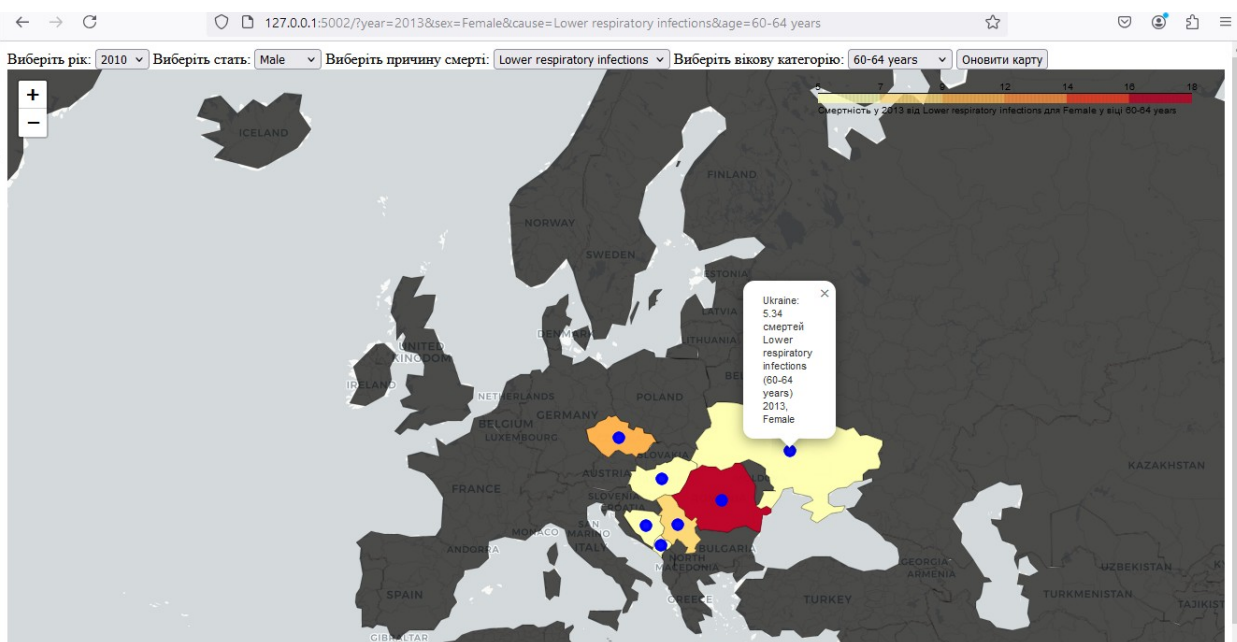 127.0.0.1:5002/?year=2013&sex=Female&cause=Lower respiratory infections&age=60-64 years
Виберіть рік: 2010 Виберіть стать: Male Виберіть причину смерті: Lower respiratory infections Виберіть вікову категорію: 60-64 years Оновити карту
+
−
5 7 9 12 14 16 18
Смертність у 2013 від Lower respiratory infections для Female у віці 60-64 years
ICELAND
FINLAND
NORWAY
SWEDEN
ESTONIA
LATVIA
DENMARK
LITHUANIA
UNITED
KINGDOM
IRELAND
Ukraine:
5.34
смертей
Lower
respiratory
infections
(60-64
years)
2013,
Female
×
NETHERLANDS
POLAND
GERMANY
BELGIUM
LUXEMBOURG
SLOVAKIA
KAZAKHSTAN
AUSTRIA
FRANCE
SLOVENIA
CROATIA
MONACO
SAN
MARINO
ITALY
ANDORRA
BULGARIA
NORTH
MACEDONIA
GEORGIA
ARMENIA
UZBEKISTAN
SPAIN
GREECE
TURKEY
TURKMENISTAN
GIBRALTAR